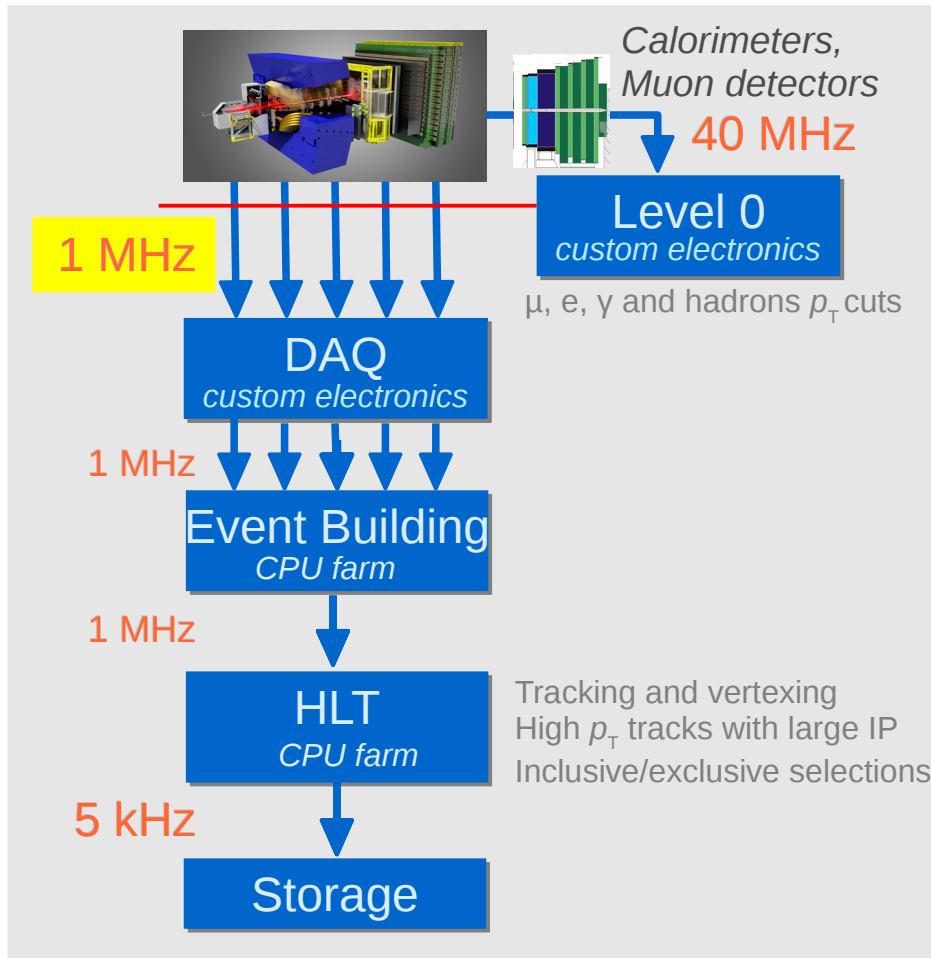 Calorimeters,
Muon detectors
40 MHz
Level 0
custom electronics
1 MHz
μ, e, γ and hadrons pT cuts
DAQ
custom electronics
1 MHz
Event Building
CPU farm
1 MHz
HLT
CPU farm
Tracking and vertexing
High pT tracks with large IP
Inclusive/exclusive selections
5 kHz
Storage